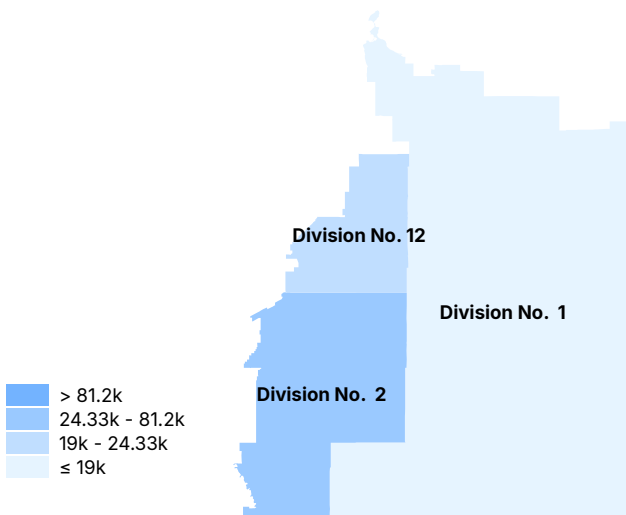 Division No. 12
Division No. 1
Division No. 2
> 81.2k
24.33k - 81.2k
19k - 24.33k
≤ 19k